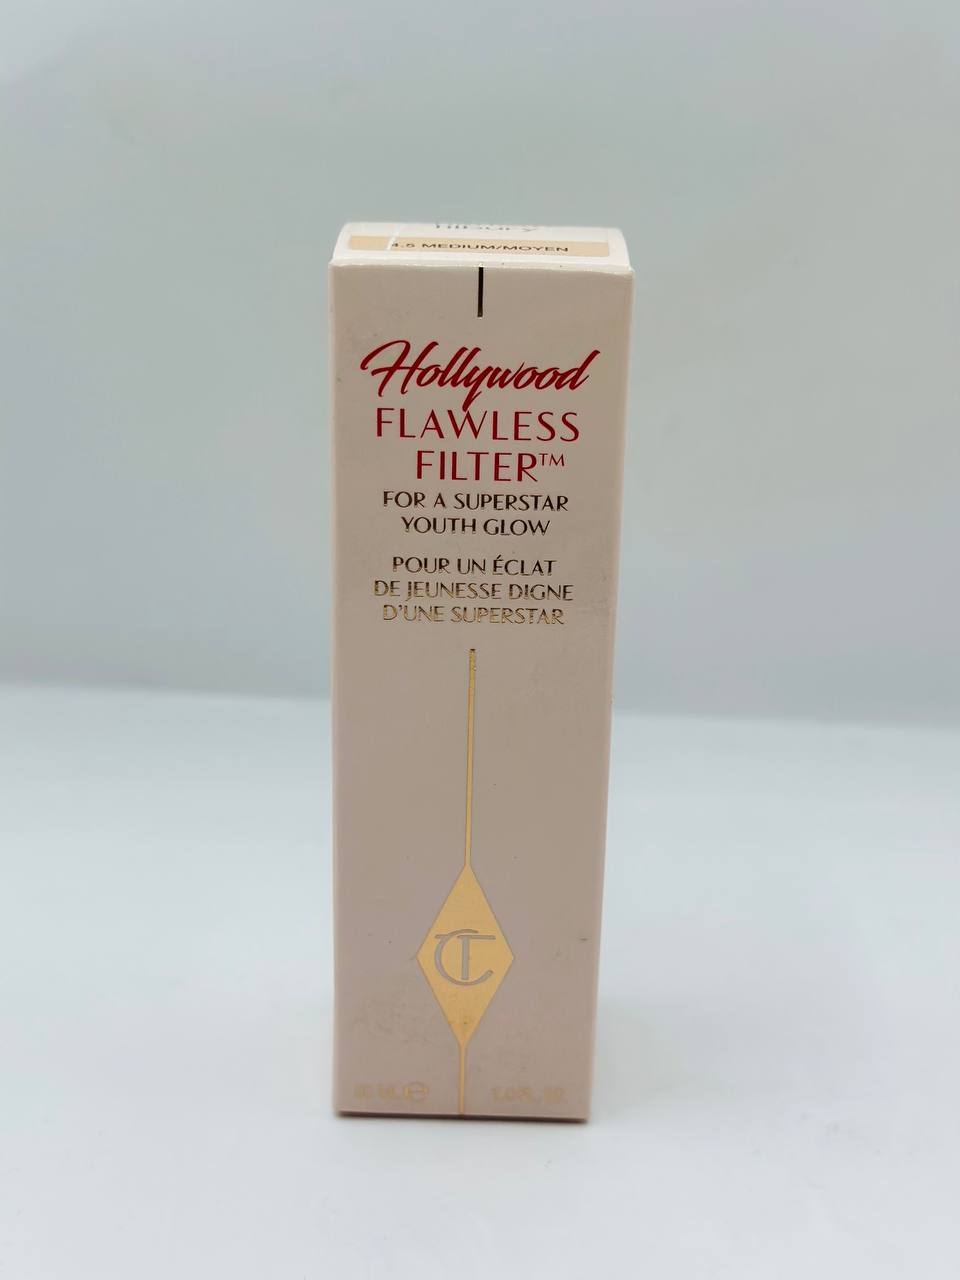 4.5 MEDIUM/MOYEN
Hollywood
FLAWLESS
FILTER™
FOR A SUPERSTAR
YOUTH GLOW
POUR UN ÉCLAT
DE JEUNESSE DIGNE
D'UNE SUPERSTAR
CT